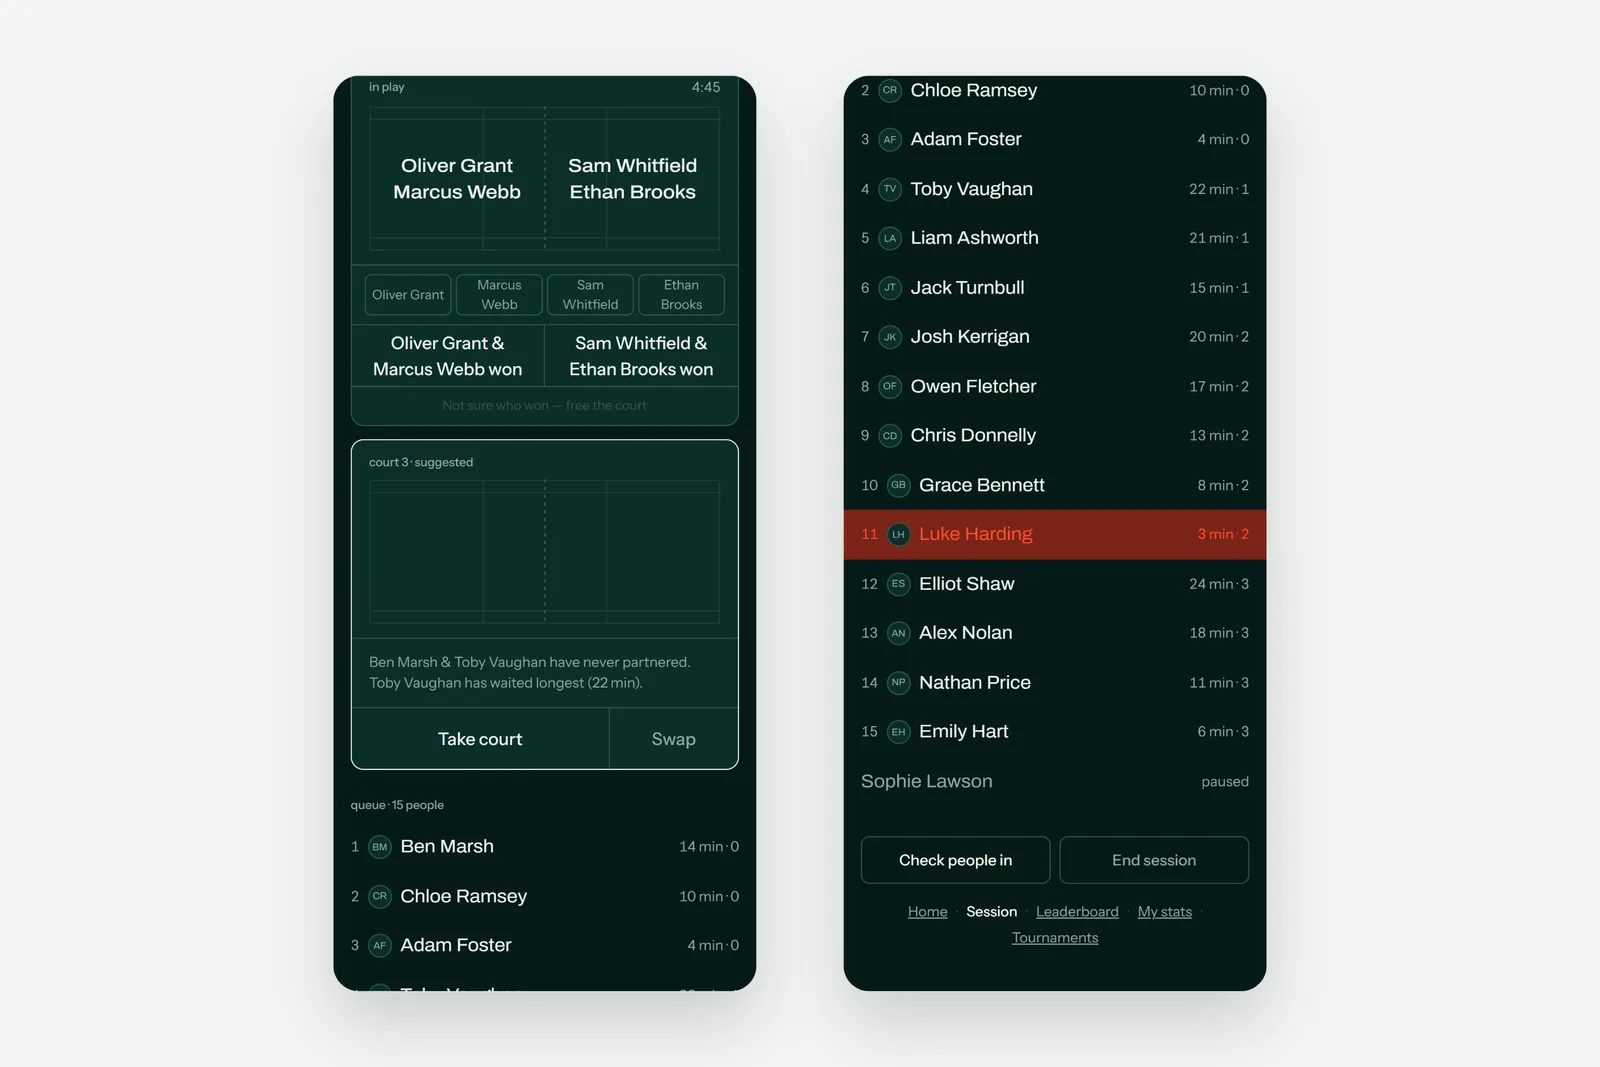 in play 4:45
Oliver Grant Sam Whitfield
Marcus Webb Ethan Brooks
Oliver Grant
Marcus
Webb
Sam
Whitfield
Ethan
Brooks
Oliver Grant &
Marcus Webb won
Sam Whitfield &
Ethan Brooks won
Not sure who won — free the court
court 3 · suggested
Ben Marsh & Toby Vaughan have never partnered.
Toby Vaughan has waited longest (22 min).
Take court Swap
queue · 15 people
1 BM Ben Marsh 14 min · 0
2 CR Chloe Ramsey 10 min · 0
3 AF Adam Foster 4 min · 0
2 CR Chloe Ramsey 10 min · 0
3 AF Adam Foster 4 min · 0
4 TV Toby Vaughan 22 min · 1
5 LA Liam Ashworth 21 min · 1
6 JT Jack Turnbull 15 min · 1
7 JK Josh Kerrigan 20 min · 2
8 OF Owen Fletcher 17 min · 2
9 CD Chris Donnelly 13 min · 2
10 GB Grace Bennett 8 min · 2
11 LH Luke Harding 3 min · 2
12 ES Elliot Shaw 24 min · 3
13 AN Alex Nolan 18 min · 3
14 NP Nathan Price 11 min · 3
15 EH Emily Hart 6 min · 3
Sophie Lawson paused
Check people in End session
Home · Session · Leaderboard · My stats ·
Tournaments